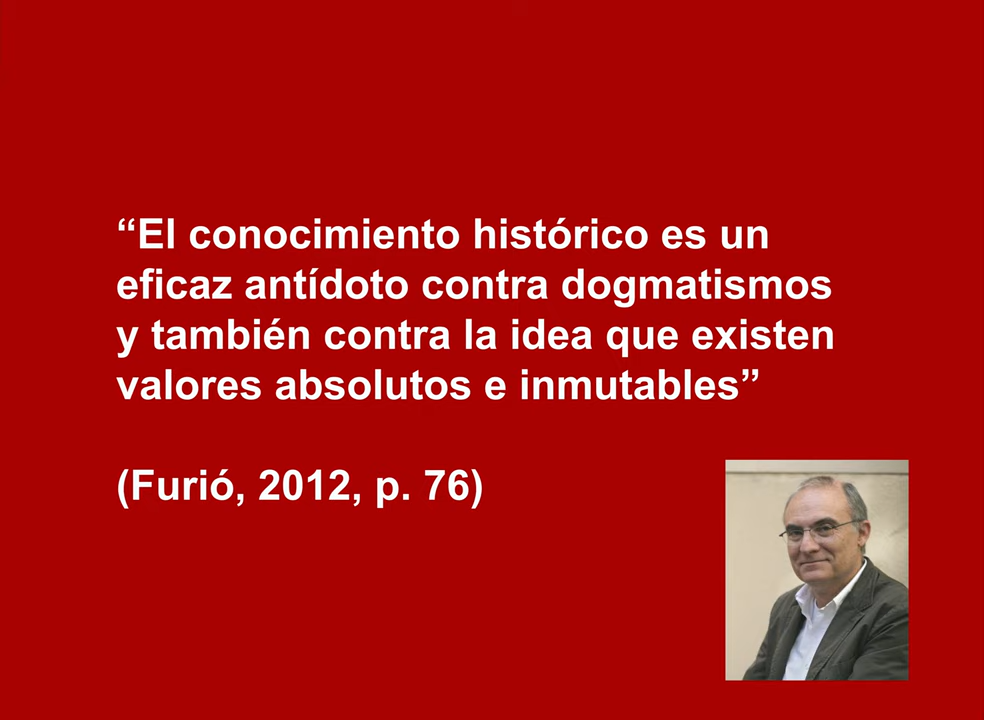 “El conocimiento histórico es un
eficaz antídoto contra dogmatismos
y también contra la idea que existen
valores absolutos e inmutables”
(Furió, 2012, p. 76)